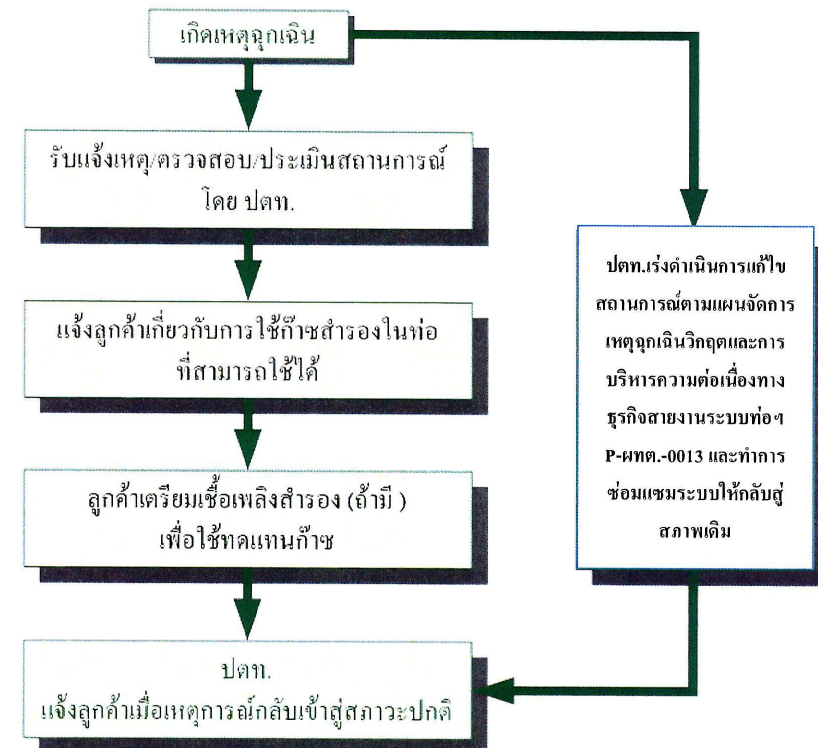 เกิดเหตุฉุกเฉิน
รับแจ้งเหตุ/ตรวจสอบ/ประเมินสถานการณ์
โดย ปตท.
แจ้งลูกค้าเกี่ยวกับการใช้ก๊าซสำรองในท่อ
ที่สามารถใช้ได้
ลูกค้าเตรียมเชื้อเพลิงสำรอง (ถ้ามี )
เพื่อใช้ทดแทนก๊าซ
ปตท.
แจ้งลูกค้าเมื่อเหตุการณ์กลับเข้าสู่สภาวะปกติ
ปตท.เร่งดำเนินการแก้ไข
สถานการณ์ตามแผนจัดการ
เหตุฉุกเฉินวิกฤตและการ
บริหารความต่อเนื่องทาง
ธุรกิจสายงานระบบท่อฯ
P-ผทต.-0013 และทำการ
ซ่อมแซมระบบให้กลับสู่
สภาพเดิม